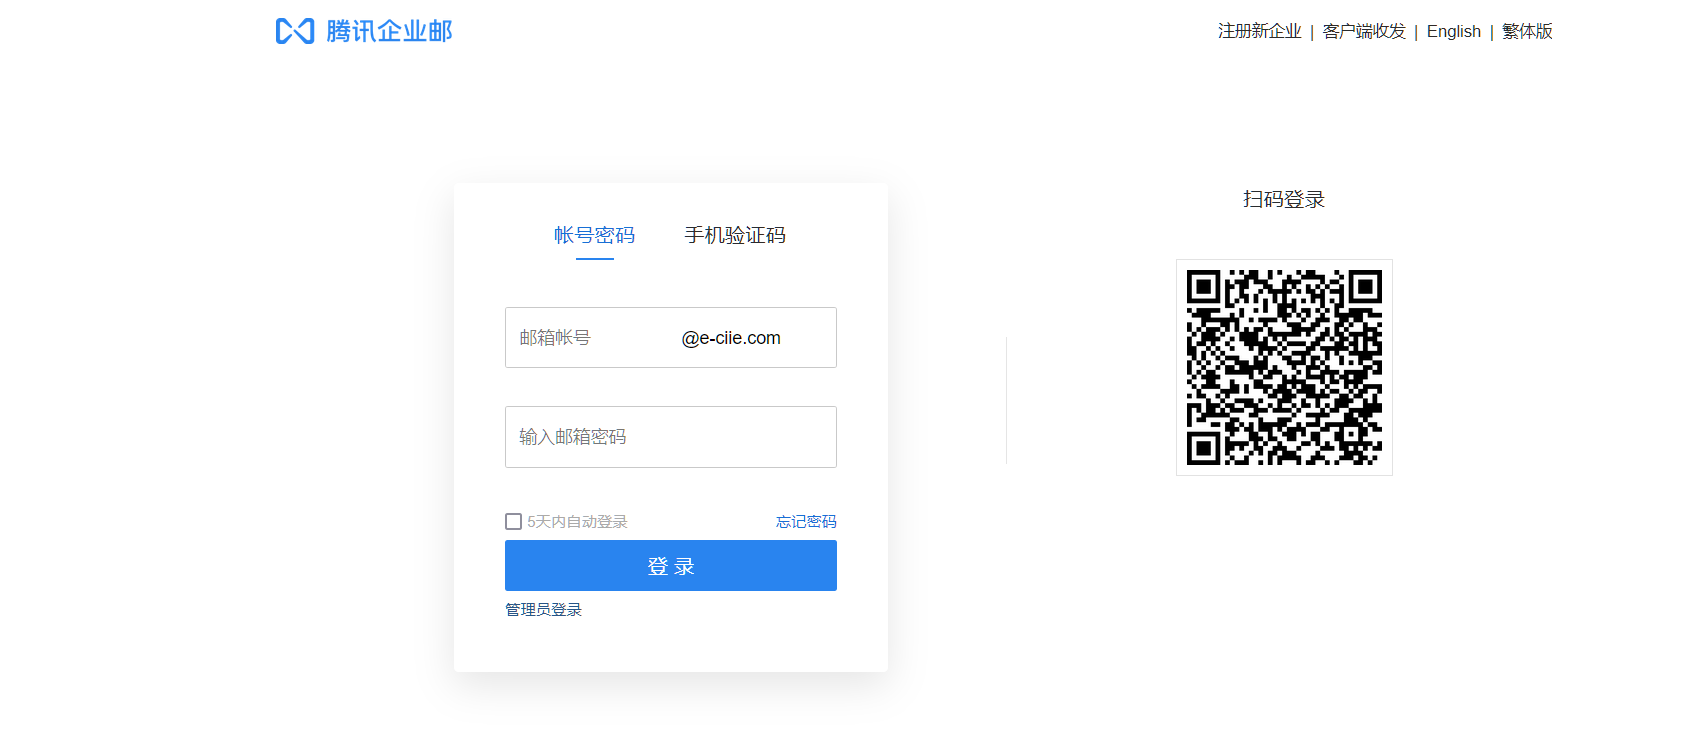 腾讯企业邮
注册新企业 | 客户端收发 | English | 繁体版
帐号密码 手机验证码
邮箱帐号 @e-ciie.com
输入邮箱密码
5天内自动登录 忘记密码
登 录
管理员登录
扫码登录